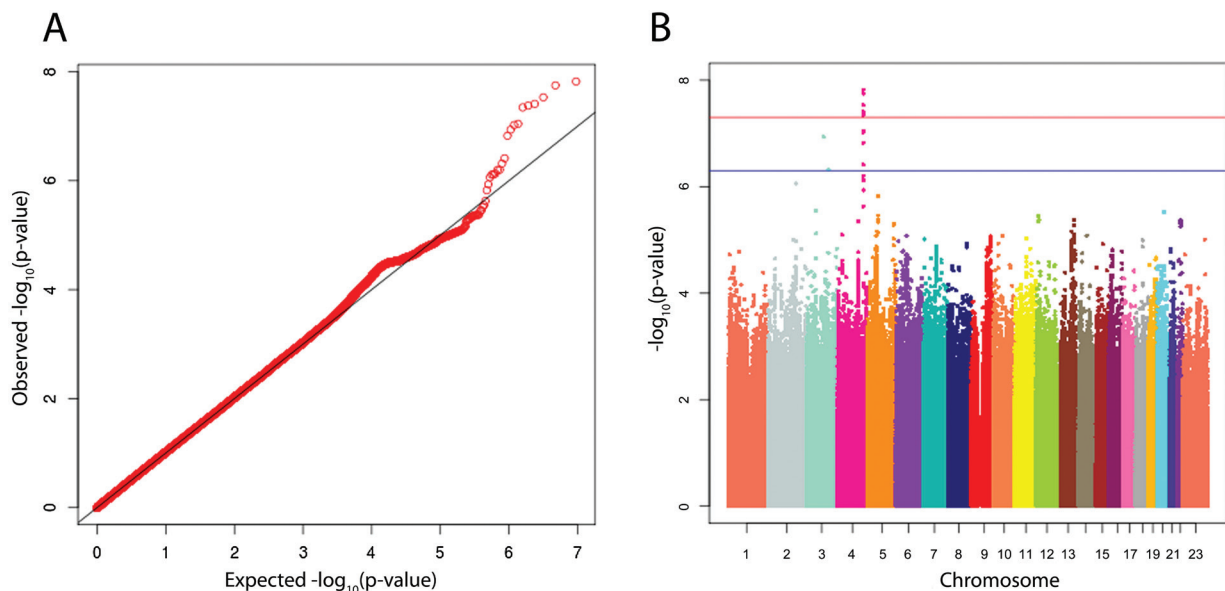 A
Observed -log10(p-value)
8
6
4
2
0
0 1 2 3 4 5 6 7
Expected -log10(p-value)
B
-log10(p-value)
8
6
4
2
0
1 2 3 4 5 6 7 8 9 10 11 12 13 15 17 19 21 23
Chromosome